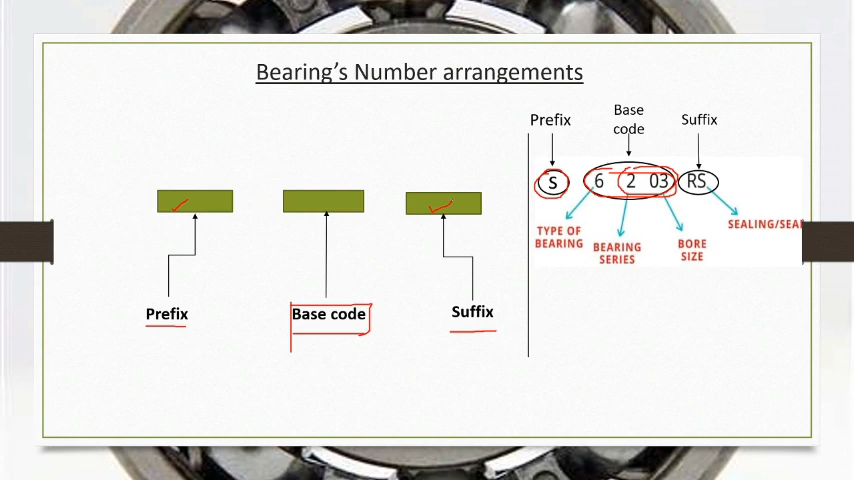 Bearing's Number arrangements
Prefix
Base code
Suffix
Prefix
Base
code
Suffix
S 6 2 03 RS
TYPE OF
BEARING
BEARING
SERIES
BORE
SIZE
SEALING/SEAI